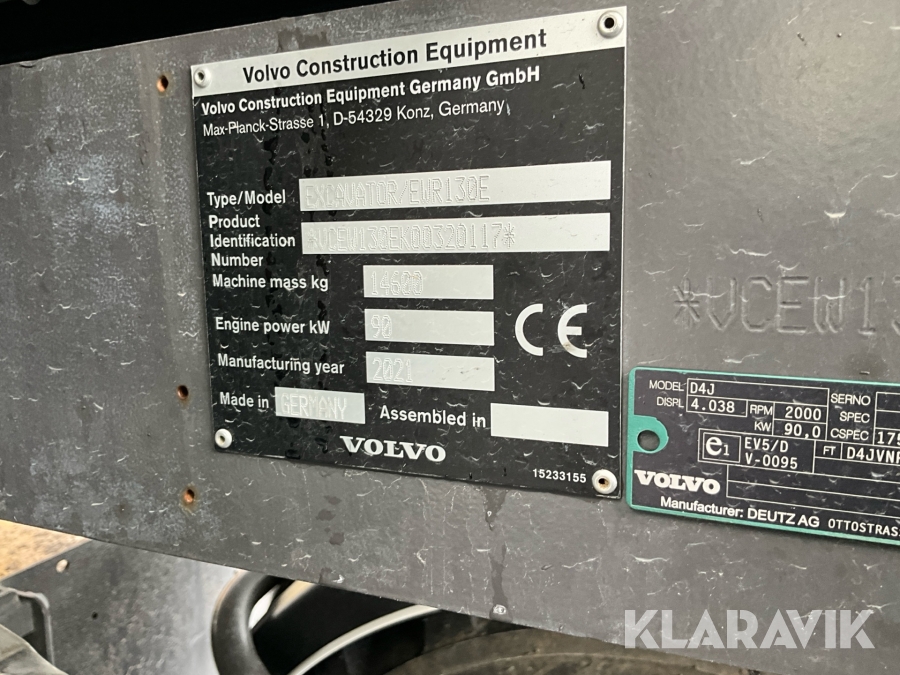 Volvo Construction Equipment
Volvo Construction Equipment Germany GmbH
Max-Planck-Strasse 1, D-54329 Konz, Germany
Type/Model EXCAVATOR/EWR130E
Product
Identification *VCEW130EK00320117*
Number
Machine mass kg 14600
Engine power kW 90
CE
Manufacturing year 2021
Made in GERMANY Assembled in
VOLVO
15233155
*VCEW13
MODEL D4J SERNO
DISPL 4.038 RPM 2000 SPEC
KW 90,0 CSPEC 175
e1 EV5/D FT D4JVNR
V-0095
VOLVO
Manufacturer: DEUTZ AG OTTOSTRAS
KLARAVIK